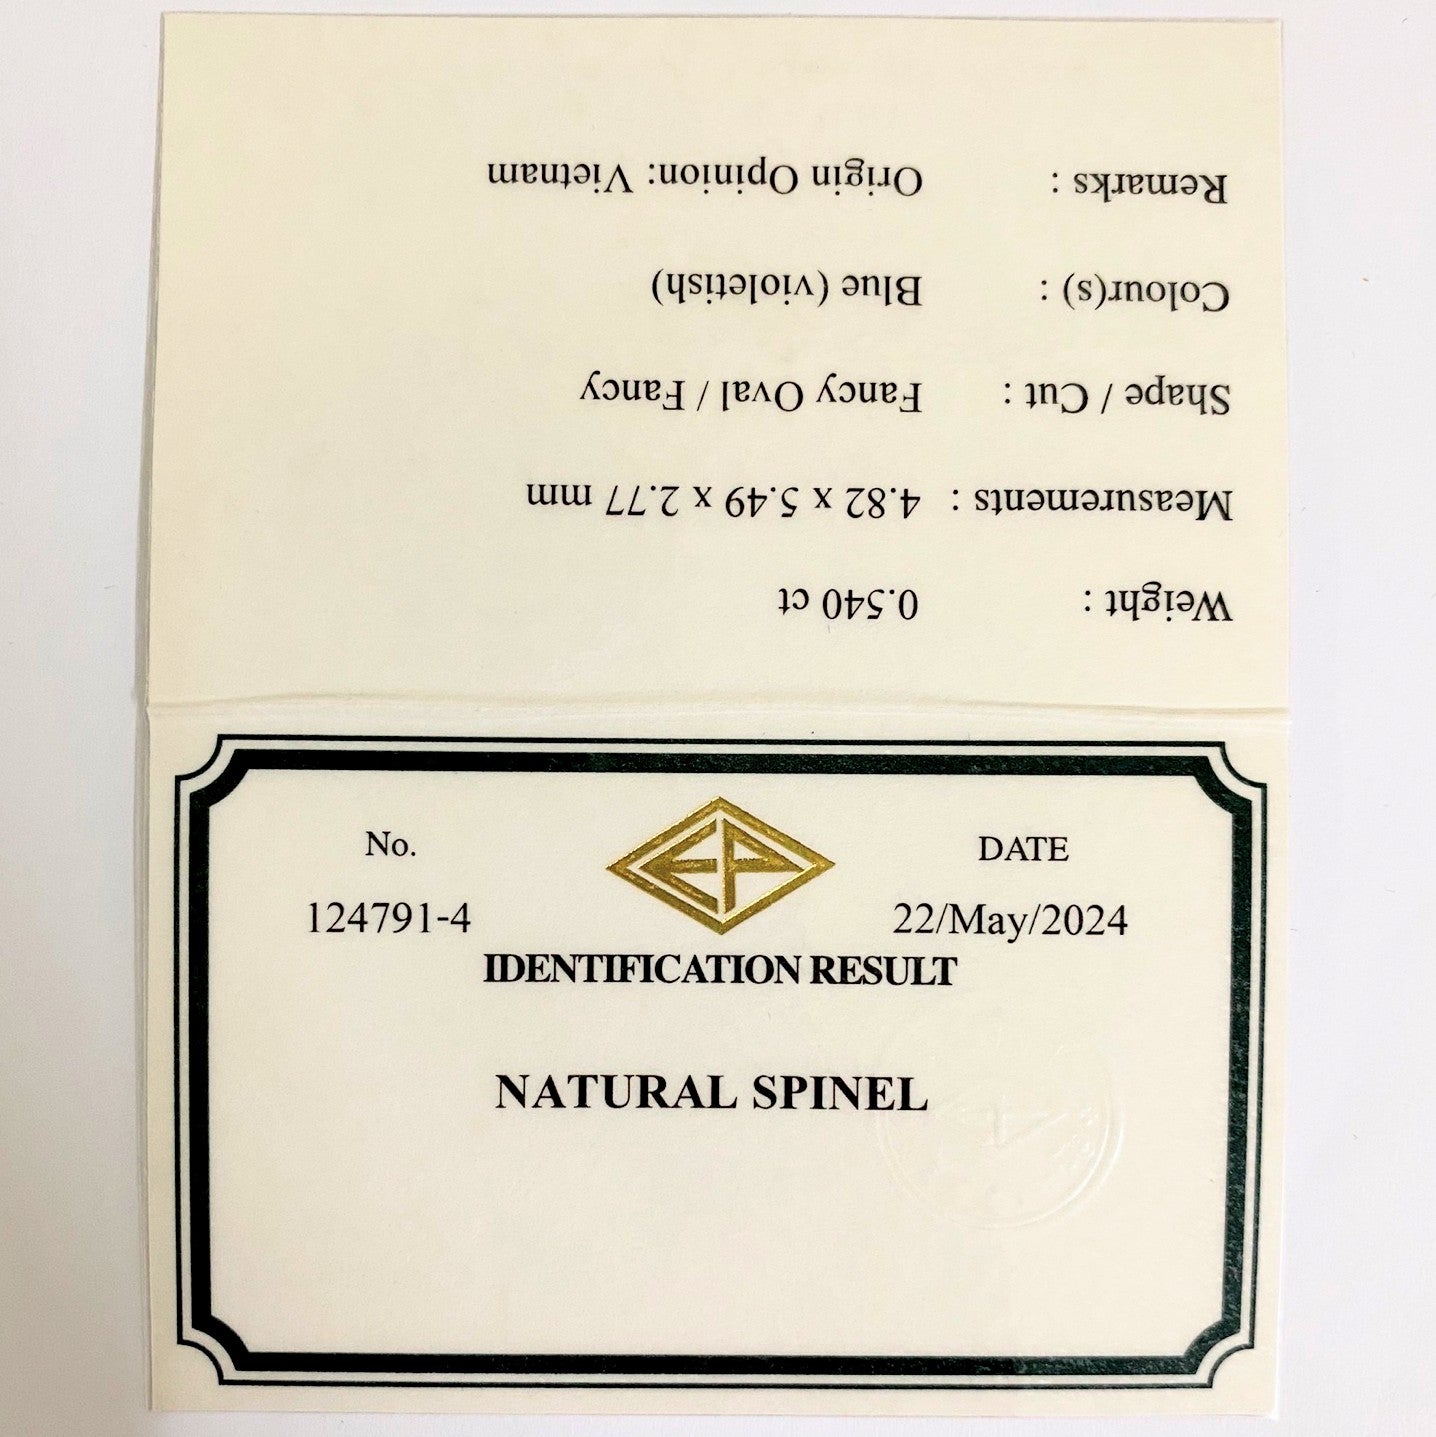 No.
DATE
124791-4
22/May/2024
EP
IDENTIFICATION RESULT
NATURAL SPINEL
Weight : 0.540 ct
Measurements : 4.82 x 5.49 x 2.77 mm
Shape / Cut : Fancy Oval / Fancy
Colour(s) : Blue (violetish)
Remarks : Origin Opinion: Vietnam